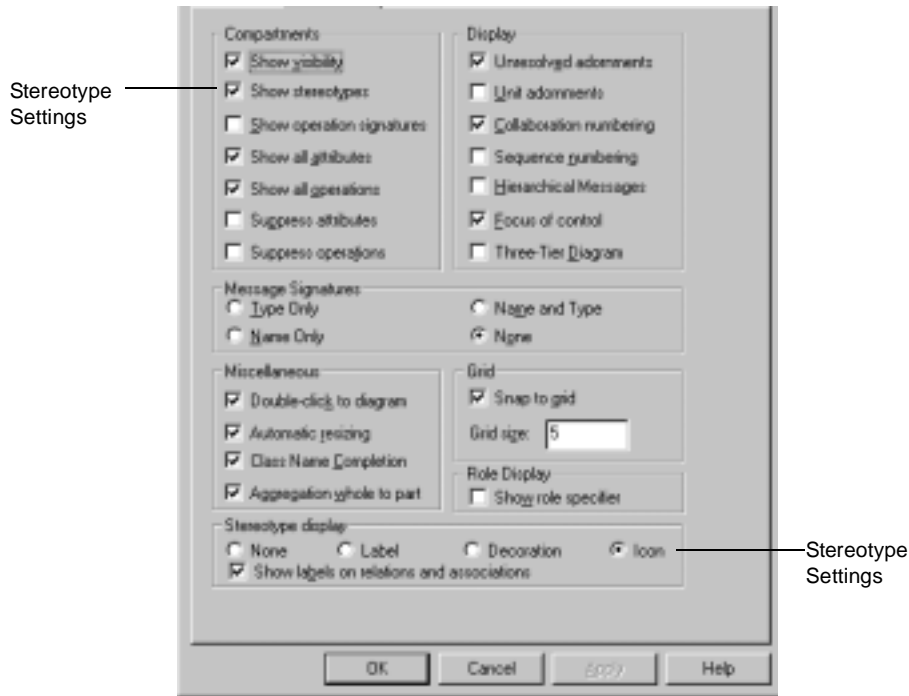 Compartments
Show visibility
Show stereotypes
Show operation signatures
Show all attributes
Show all operations
Suppress attributes
Suppress operations
Display
Unresolved adornments
Unit adornments
Collaboration numbering
Sequence numbering
Hierarchical Messages
Focus of control
Three-Tier Diagram
Stereotype
Settings
Message Signatures
Type Only
Name and Type
Name Only
None
Miscellaneous
Double-click to diagram
Automatic resizing
Class Name Completion
Aggregation whole to part
Grid
Snap to grid
Grid size: 5
Role Display
Show role specifier
Stereotype display
None Label Decoration Icon
Show labels on relations and associations
Stereotype
Settings
OK Cancel Apply Help